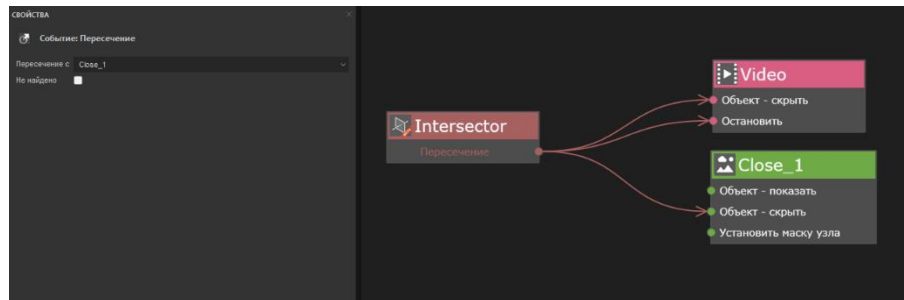 СВОЙСТВА
Событие: Пересечение
Пересечение с Close_1
Не найдено
Intersector
Пересечение
Video
Объект - скрыть
Остановить
Close_1
Объект - показать
Объект - скрыть
Установить маску узла